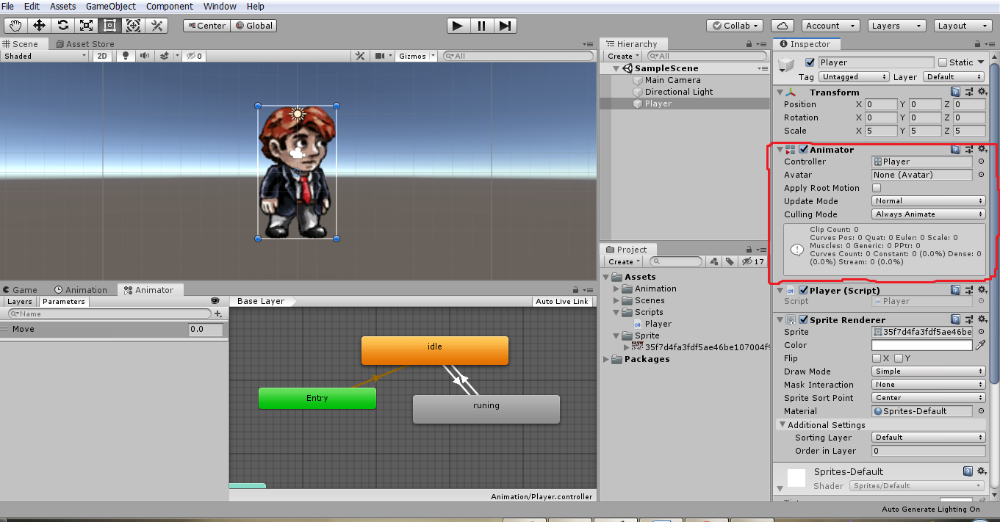 File Edit Assets GameObject Component Window Help
Center Global Collab Account Layers Layout
Scene Asset Store
Shaded 2D 0 Gizmos All
Hierarchy
Create All
SampleScene
Main Camera
Directional Light
Player
Project
Create 17
Assets
Animation
Scenes
Scripts
Player
Sprite
35f7d4fa3fdf5ae46be107004f9
Packages
Game Animation Animator
Layers Parameters Base Layer Auto Live Link
Name
Move 0.0
idle
Entry
runing
Animation/Player.controller
Inspector
Player Static
Tag Untagged Layer Default
Transform
Position X 0 Y 0 Z 0
Rotation X 0 Y 0 Z 0
Scale X 5 Y 5 Z 5
Animator
Controller Player
Avatar None (Avatar)
Apply Root Motion
Update Mode Normal
Culling Mode Always Animate
Clip Count: 0
Curves Pos: 0 Quat: 0 Euler: 0 Scale: 0
Muscles: 0 Generic: 0 PPtr: 0
Curves Count: 0 Constant: 0 (0.0%) Dense: 0
(0.0%) Stream: 0 (0.0%)
Player (Script)
Script Player
Sprite Renderer
Sprite 35f7d4fa3fdf5ae46be
Color
Flip X Y
Draw Mode Simple
Mask Interaction None
Sprite Sort Point Center
Material Sprites-Default
Additional Settings
Sorting Layer Default
Order in Layer 0
Sprites-Default
Shader Sprites/Default
Auto Generate Lighting On